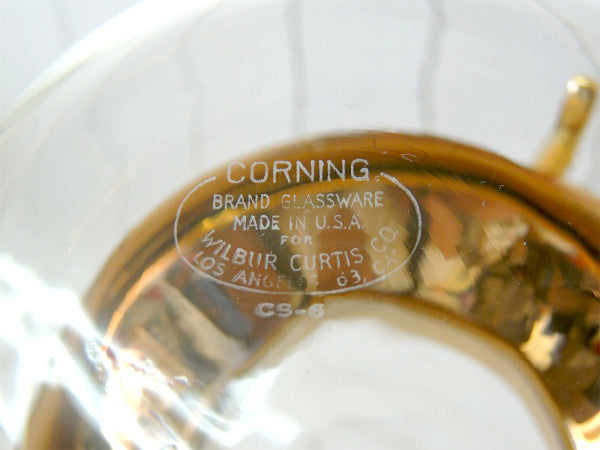 CORNING
BRAND GLASSWARE
MADE IN U.S.A.
FOR
WILBUR CURTIS CO.
LOS ANGELES 63, CAL.
CS-6